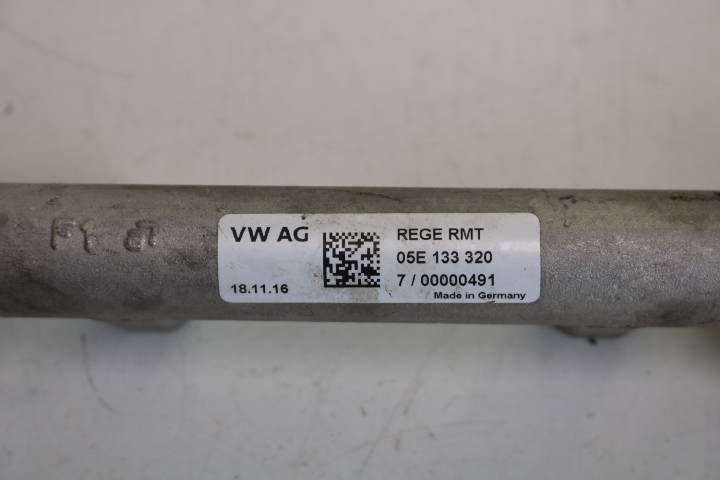 VW AG
18.11.16
REGE RMT
05E 133 320
7 / 00000491
Made in Germany